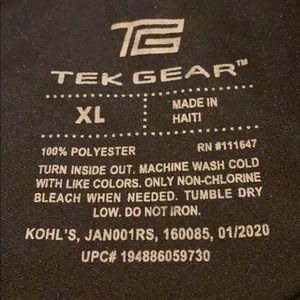 TG
TEK GEAR™
XL
MADE IN
HAITI
100% POLYESTER RN #111647
TURN INSIDE OUT. MACHINE WASH COLD
WITH LIKE COLORS. ONLY NON-CHLORINE
BLEACH WHEN NEEDED. TUMBLE DRY
LOW. DO NOT IRON.
KOHL'S, JAN001RS, 160085, 01/2020
UPC# 194886059730